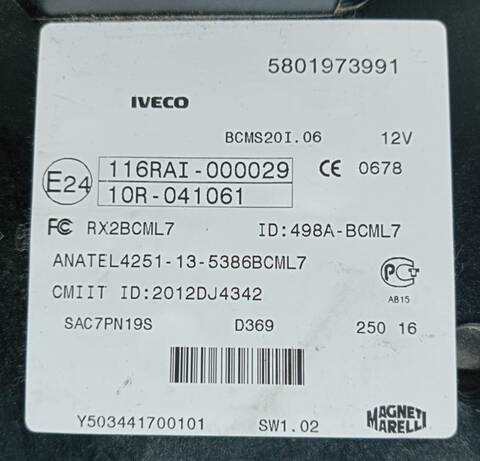 5801973991
IVECO
BCMS20I.06 12V
E24 116RAI-000029 CE 0678
10R-041061
FC RX2BCML7 ID:498A-BCML7
ANATEL4251-13-5386BCML7
CMIIT ID:2012DJ4342
AB15
SAC7PN19S D369 250 16
Y503441700101 SW1.02
MAGNETI
MARELLI